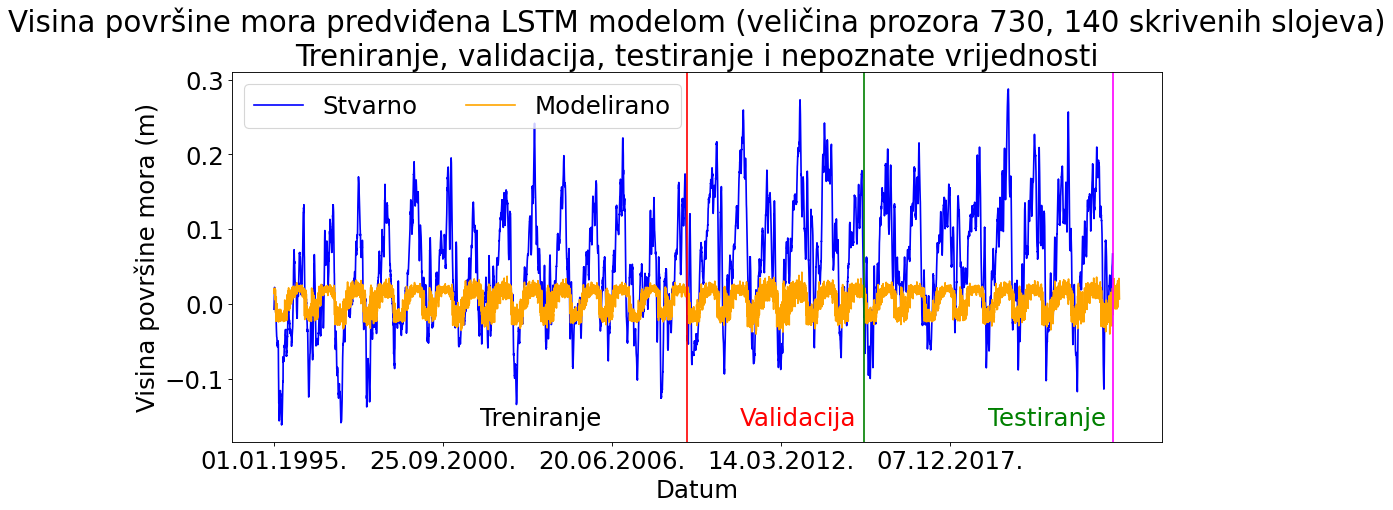 Visina površine mora predviđena LSTM modelom (veličina prozora 730, 140 skrivenih slojeva)
Treniranje, validacija, testiranje i nepoznate vrijednosti
Stvarno
Modelirano
Visina površine mora (m)
0.3
0.2
0.1
0.0
−0.1
Treniranje
Validacija
Testiranje
01.01.1995.
25.09.2000.
20.06.2006.
14.03.2012.
07.12.2017.
Datum